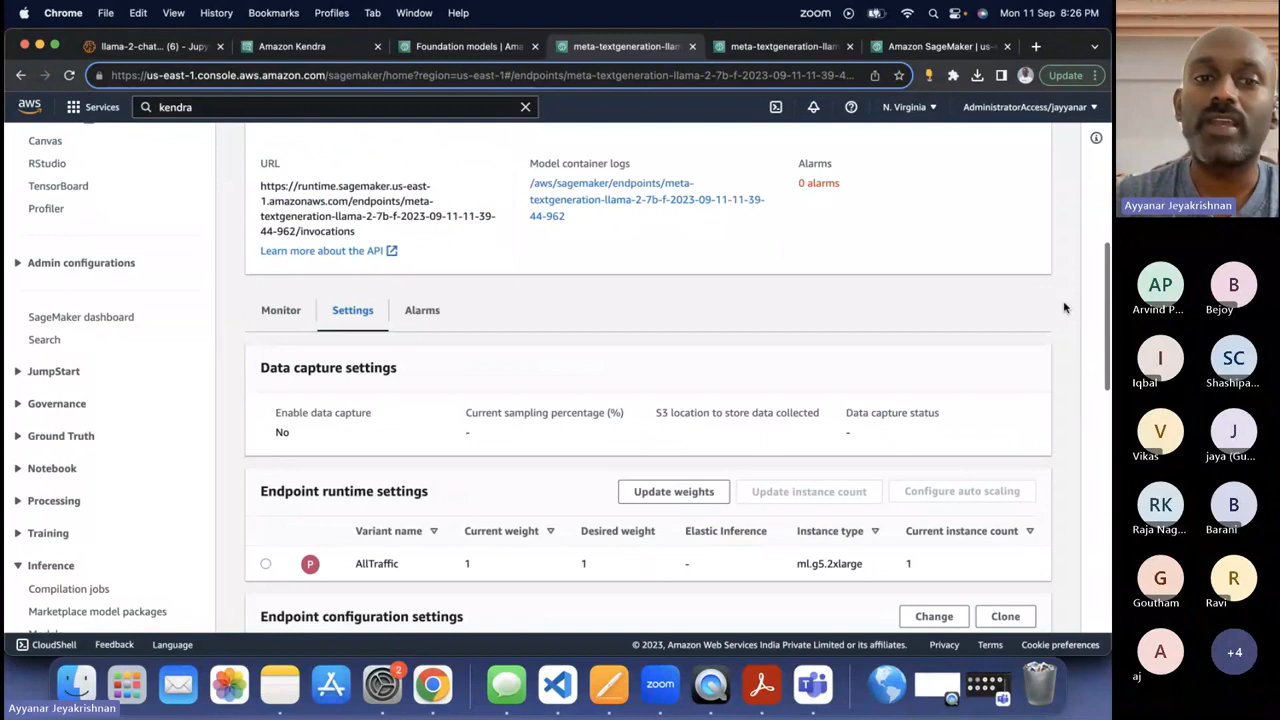 Chrome File Edit View History Bookmarks Profiles Tab Window Help
zoom Mon 11 Sep 8:26 PM
llama-2-chat... (6) - Jupy
Amazon Kendra
Foundation models | Am
meta-textgeneration-lla
meta-textgeneration-llam
Amazon SageMaker | us-
https://us-east-1.console.aws.amazon.com/sagemaker/home?region=us-east-1#/endpoints/meta-textgeneration-llama-2-7b-f-2023-09-11-11-39-4...
Update
aws
Services
kendra
N. Virginia
AdministratorAccess/jayyanar
Canvas
RStudio
TensorBoard
Profiler
Admin configurations
SageMaker dashboard
Search
JumpStart
Governance
Ground Truth
Notebook
Processing
Training
Inference
Compilation jobs
Marketplace model packages
URL
https://runtime.sagemaker.us-east-
1.amazonaws.com/endpoints/meta-
textgeneration-llama-2-7b-f-2023-09-11-11-39-
44-962/invocations
Learn more about the API
Model container logs
/aws/sagemaker/endpoints/meta-
textgeneration-llama-2-7b-f-2023-09-11-11-39-
44-962
Alarms
0 alarms
Monitor Settings Alarms
Data capture settings
Enable data capture Current sampling percentage (%) S3 location to store data collected Data capture status
No - -
Endpoint runtime settings
Update weights Update instance count Configure auto scaling
Variant name Current weight Desired weight Elastic Inference Instance type Current instance count
P AllTraffic 1 1 - ml.g5.2xlarge 1
Endpoint configuration settings
Change Clone
CloudShell Feedback Language
© 2023, Amazon Web Services India Private Limited or its affiliates. Privacy Terms Cookie preferences
2
zoom
Ayyanar Jeyakrishnan
Ayyanar Jeyakrishnan
AP B
Arvind P... Bejoy
I SC
Iqbal Shashipa...
V J
Vikas jaya (Gu...
RK B
Raja Nag... Barani
G R
Goutham Ravi
A +4
aj